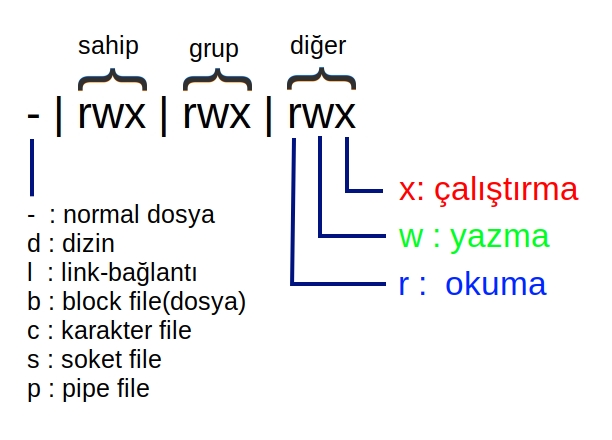 sahip grup diğer
- | rwx | rwx | rwx
x: çalıştırma
w : yazma
r : okuma
- : normal dosya
d : dizin
l : link-bağlantı
b : block file(dosya)
c : karakter file
s : soket file
p : pipe file